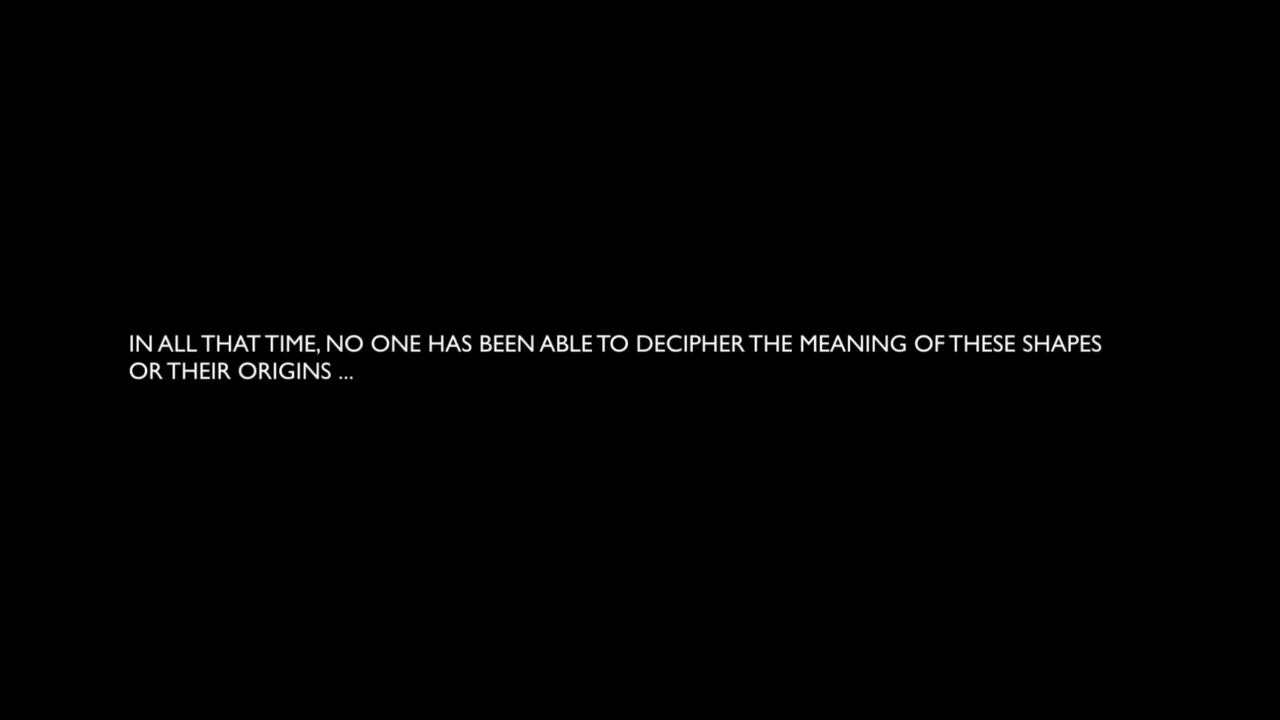 IN ALL THAT TIME, NO ONE HAS BEEN ABLE TO DECIPHER THE MEANING OF THESE SHAPES
OR THEIR ORIGINS ...